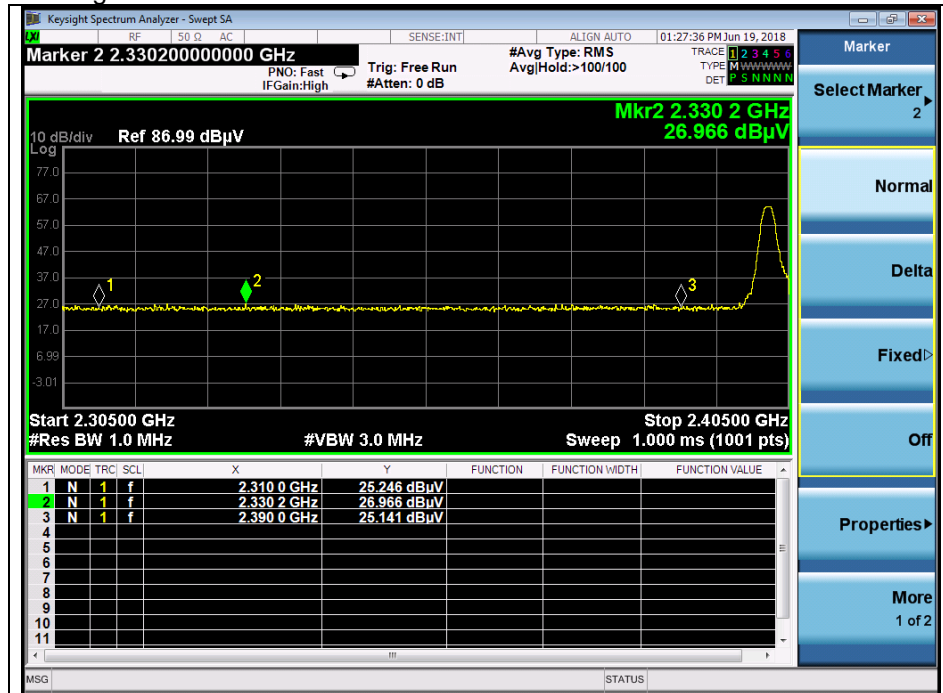 Keysight Spectrum Analyzer - Swept SA
LXI RF 50 Ω AC SENSE:INT ALIGN AUTO 01:27:36 PM Jun 19, 2018
Marker 2 2.330200000000 GHz
PNO: Fast
IFGain:High
Trig: Free Run
#Atten: 0 dB
#Avg Type: RMS
Avg|Hold:>100/100
TRACE 1 2 3 4 5 6
TYPE M WWWWW
DET P S N N N N
Mkr2 2.330 2 GHz
26.966 dBµV
10 dB/div Ref 86.99 dBµV
Log
77.0
67.0
57.0
47.0
37.0
27.0
17.0
6.99
-3.01
1
2
3
Start 2.30500 GHz Stop 2.40500 GHz
#Res BW 1.0 MHz #VBW 3.0 MHz Sweep 1.000 ms (1001 pts)
MKR MODE TRC SCL X Y FUNCTION FUNCTION WIDTH FUNCTION VALUE
1 N 1 f 2.310 0 GHz 25.246 dBµV
2 N 1 f 2.330 2 GHz 26.966 dBµV
3 N 1 f 2.390 0 GHz 25.141 dBµV
4
5
6
7
8
9
10
11
MSG STATUS
Marker
Select Marker
2
Normal
Delta
Fixed
Off
Properties
More
1 of 2